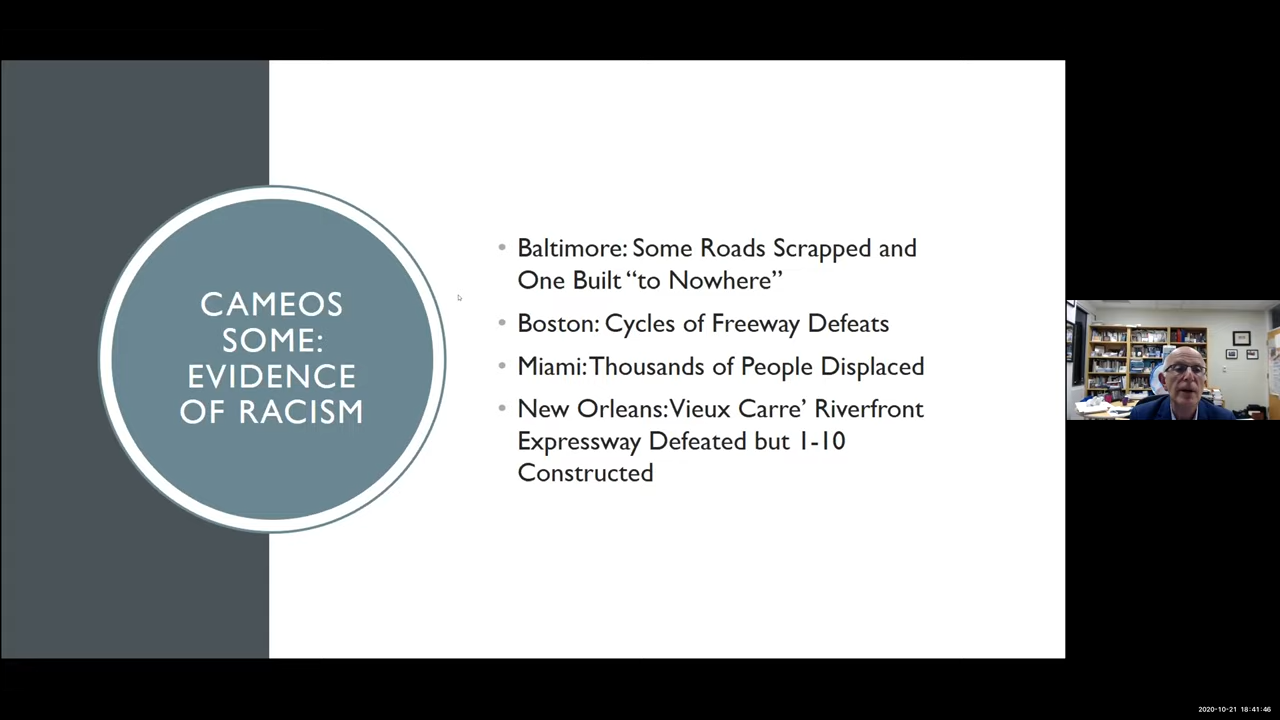 CAMEOS
SOME:
EVIDENCE
OF RACISM
• Baltimore: Some Roads Scrapped and
One Built “to Nowhere”
• Boston: Cycles of Freeway Defeats
• Miami: Thousands of People Displaced
• New Orleans: Vieux Carre’ Riverfront
Expressway Defeated but 1-10
Constructed
2020-10-21 18:41:46